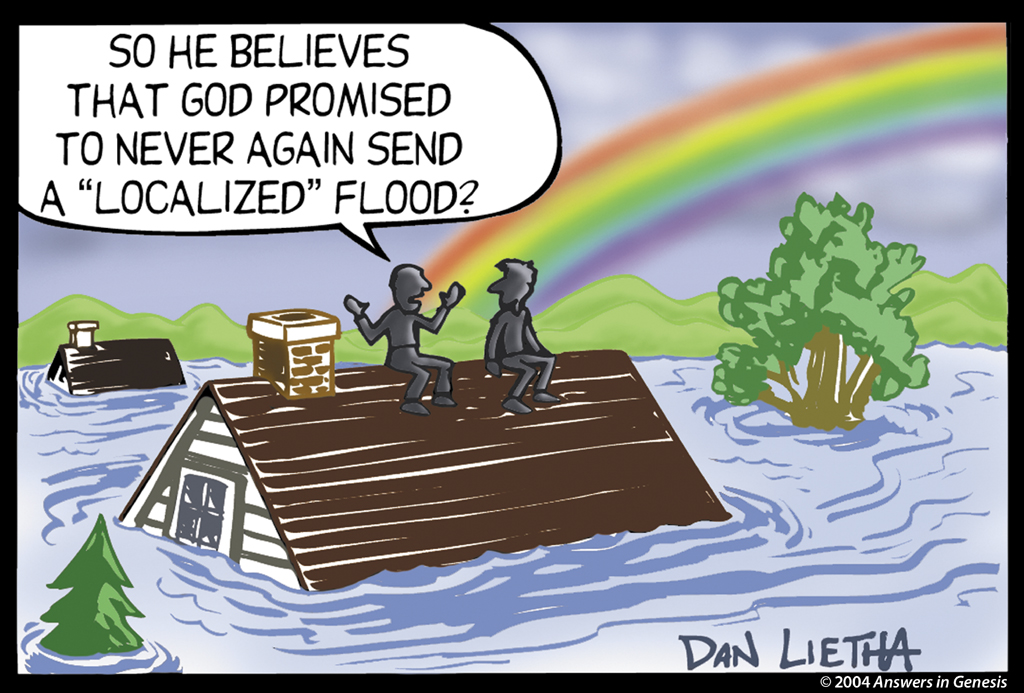 SO HE BELIEVES
THAT GOD PROMISED
TO NEVER AGAIN SEND
A “LOCALIZED” FLOOD?
DAN LIETHA
© 2004 Answers in Genesis